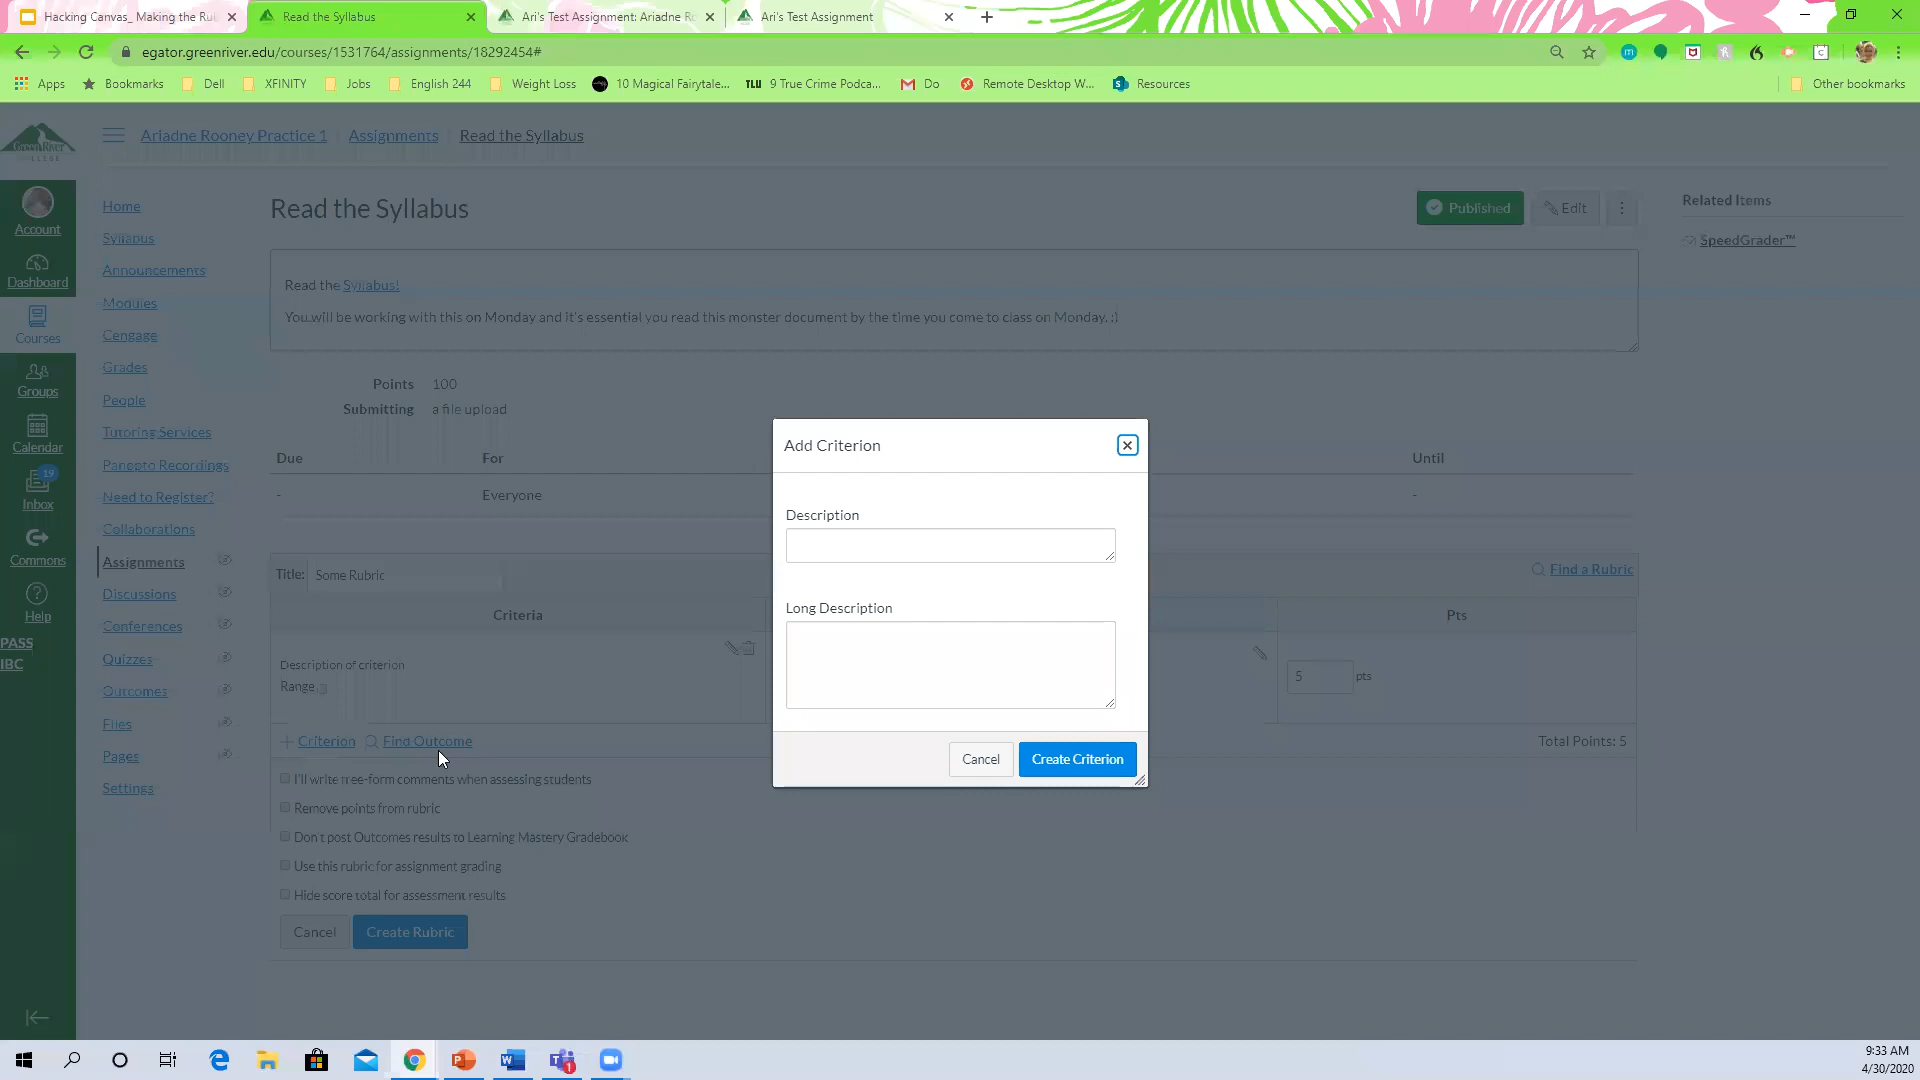 Hacking Canvas_ Making the Ru
Read the Syllabus
Ari's Test Assignment: Ariadne Ro
Ari's Test Assignment
egator.greenriver.edu/courses/1531764/assignments/18292454#
Apps
Bookmarks
Dell
XFINITY
Jobs
English 244
Weight Loss
10 Magical Fairytale...
TLU
9 True Crime Podca...
Do
Remote Desktop W...
Resources
Other bookmarks
Green River
Ariadne Rooney Practice 1
Assignments
Read the Syllabus
Account
Dashboard
Courses
Groups
Calendar
19
Inbox
Commons
Help
PASS
IBC
Home
Syllabus
Announcements
Modules
Cengage
Grades
People
Tutoring Services
Panopto Recordings
Need to Register?
Collaborations
Assignments
Discussions
Conferences
Quizzes
Outcomes
Files
Pages
Settings
Read the Syllabus
Published
Edit
Related Items
SpeedGrader™
Read the Syllabus!
You will be working with this on Monday and it's essential you read this monster document by the time you come to class on Monday. :)
Points 100
Submitting a file upload
Due For Until
- Everyone -
Title: Some Rubric
Find a Rubric
Criteria Pts
Description of criterion
Range
5 pts
Criterion Find Outcome
Total Points: 5
I'll write free-form comments when assessing students
Remove points from rubric
Don't post Outcomes results to Learning Mastery Gradebook
Use this rubric for assignment grading
Hide score total for assessment results
Cancel Create Rubric
Add Criterion
Description
Long Description
Cancel Create Criterion
9:33 AM
4/30/2020